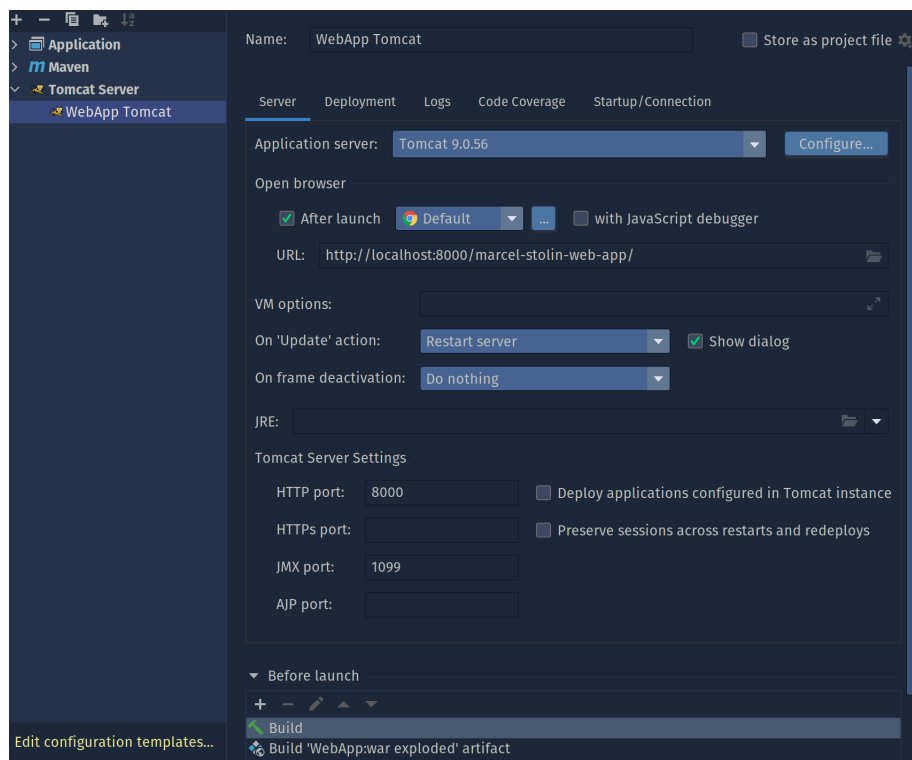 Name: WebApp Tomcat Store as project file
Application
Maven
Tomcat Server
WebApp Tomcat
Server Deployment Logs Code Coverage Startup/Connection
Application server: Tomcat 9.0.56 Configure...
Open browser
After launch Default ... with JavaScript debugger
URL: http://localhost:8000/marcel-stolin-web-app/
VM options:
On 'Update' action: Restart server Show dialog
On frame deactivation: Do nothing
JRE:
Tomcat Server Settings
HTTP port: 8000 Deploy applications configured in Tomcat instance
HTTPs port: Preserve sessions across restarts and redeploys
JMX port: 1099
AJP port:
Before launch
Build
Build 'WebApp:war exploded' artifact
Edit configuration templates...